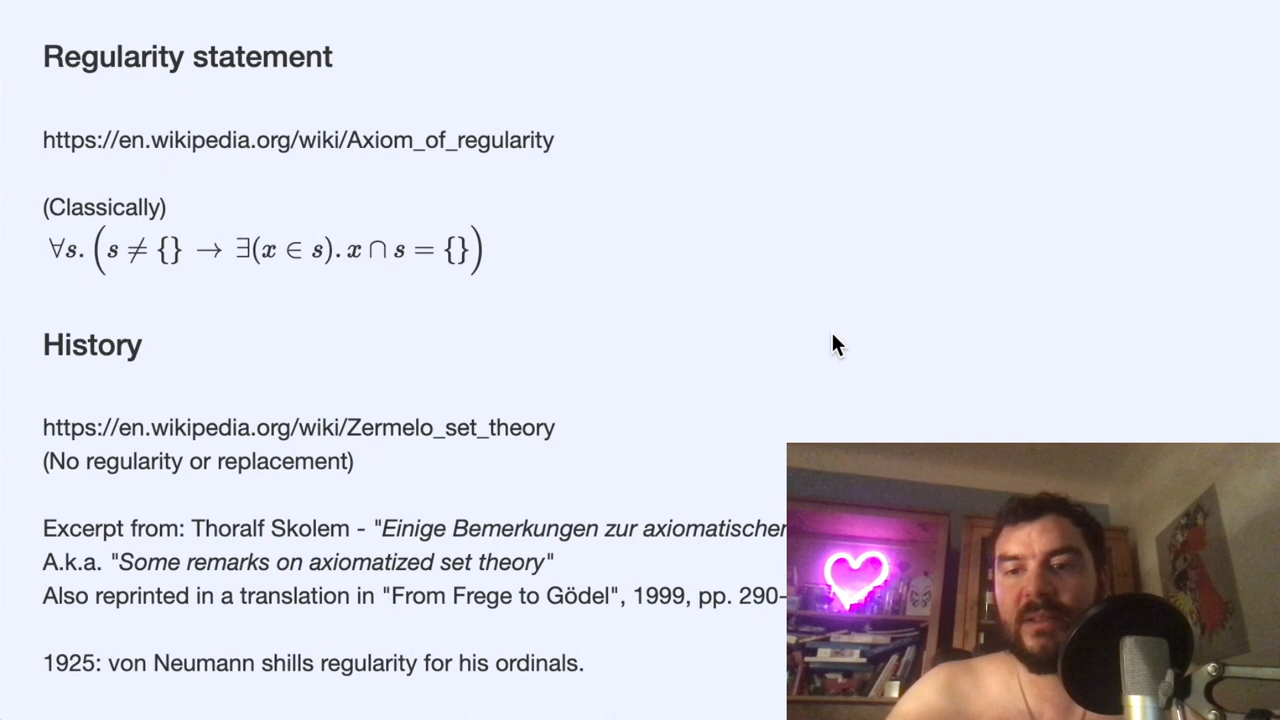 Regularity statement
https://en.wikipedia.org/wiki/Axiom_of_regularity
(Classically)
∀s. (s ≠ {} → ∃(x ∈ s). x ∩ s = {})
History
https://en.wikipedia.org/wiki/Zermelo_set_theory
(No regularity or replacement)
Excerpt from: Thoralf Skolem - "Einige Bemerkungen zur axiomatischen
A.k.a. "Some remarks on axiomatized set theory"
Also reprinted in a translation in "From Frege to Gödel", 1999, pp. 290-
1925: von Neumann shills regularity for his ordinals.